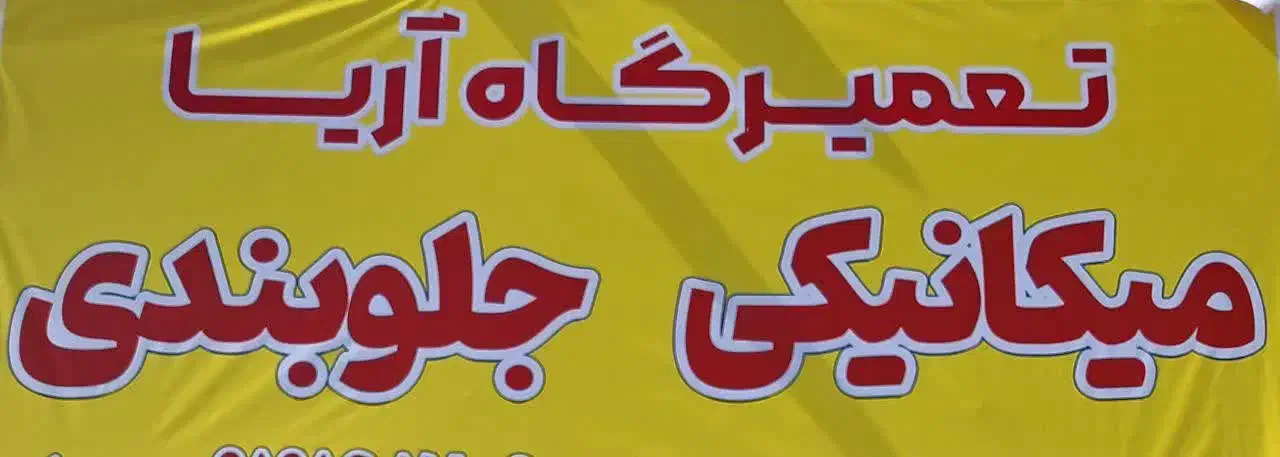 تعمیرگاه آریا
میکانیکی جلوبندی